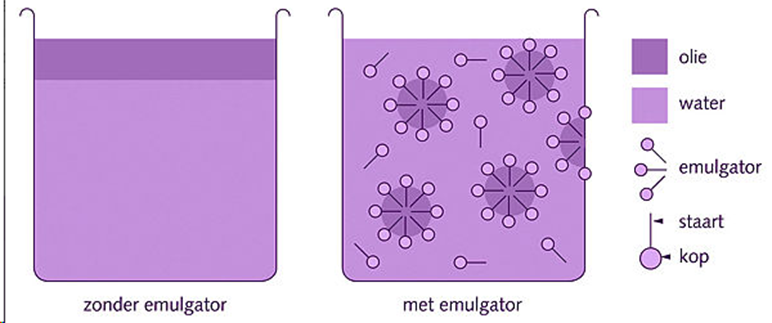 olie
water
emulgator
staart
kop
zonder emulgator
met emulgator